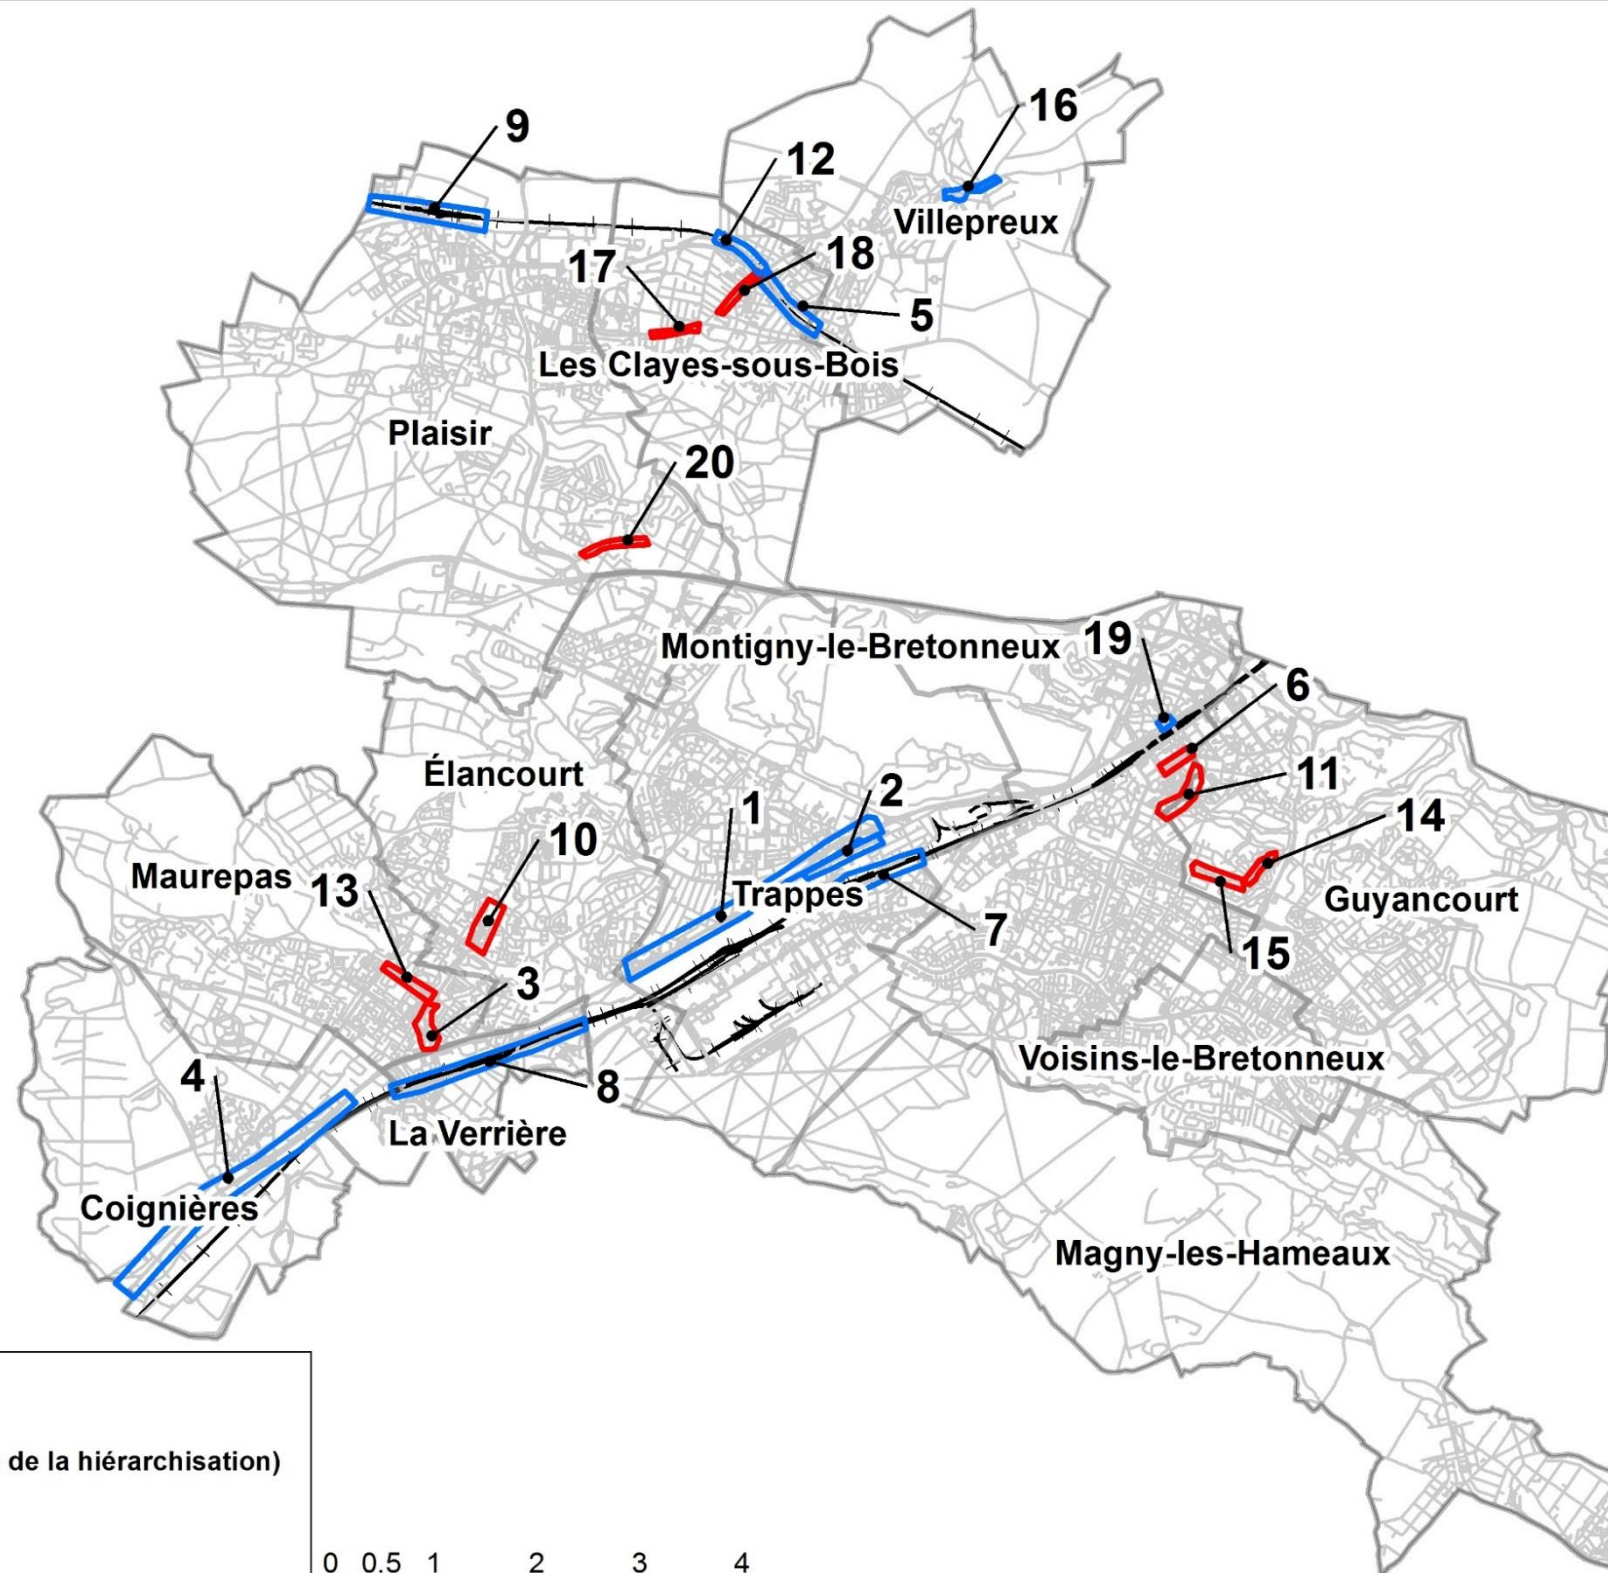 16
9
12
Villepreux
18
17
5
Les Clayes-sous-Bois
Plaisir
20
19
Montigny-le-Bretonneux
6
Élancourt
11
2
1
14
10
Maurepas
13
Trappes
Guyancourt
7
15
3
Voisins-le-Bretonneux
4
8
La Verrière
Coignières
Magny-les-Hameaux
de la hiérarchisation)
0 0.5 1 2 3 4